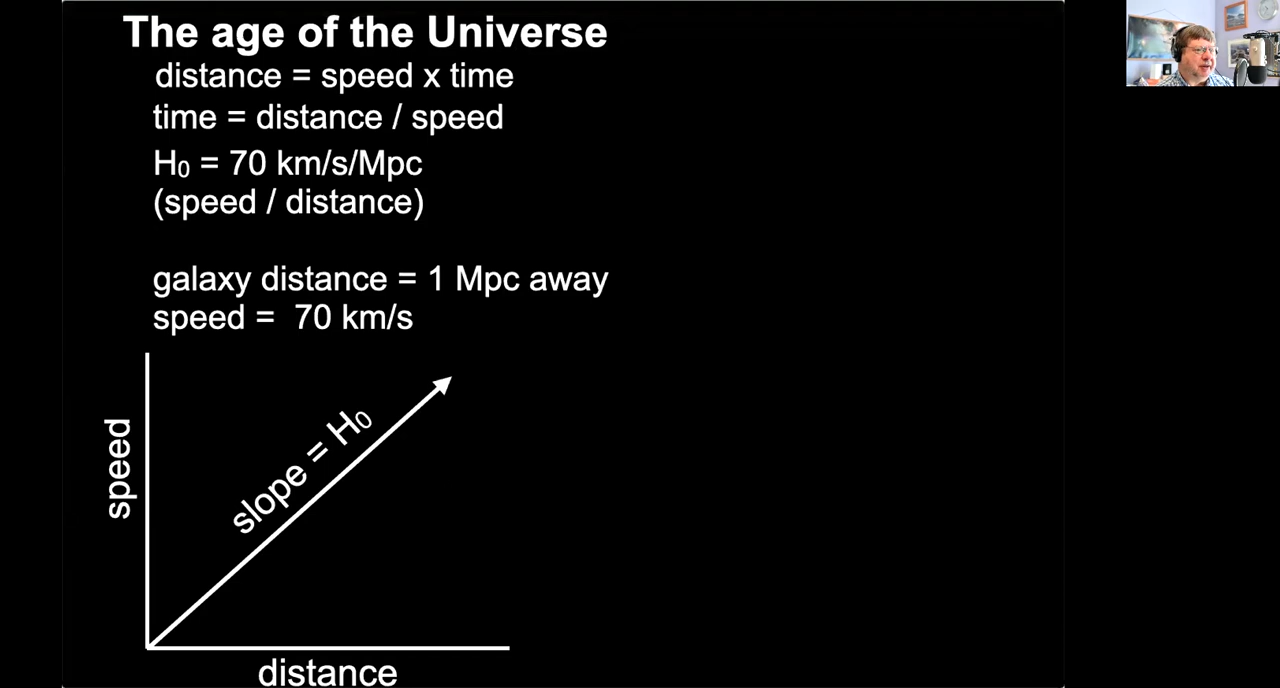 The age of the Universe
distance = speed x time
time = distance / speed
H₀ = 70 km/s/Mpc
(speed / distance)
galaxy distance = 1 Mpc away
speed =  70 km/s
speed
slope = H₀
distance